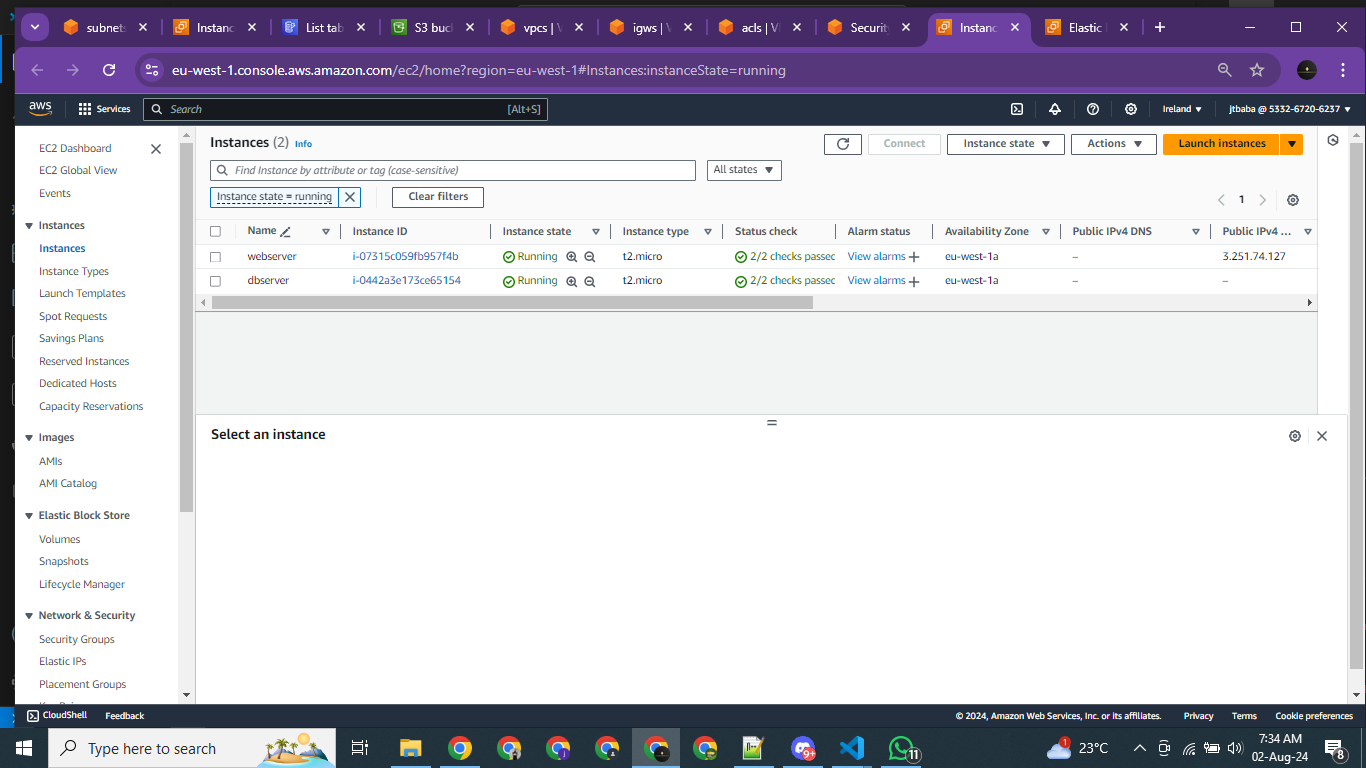 subnets
Instanc
List tab
S3 buc
vpcs | V
igws | V
acls | Vi
Security
Instanc
Elastic
eu-west-1.console.aws.amazon.com/ec2/home?region=eu-west-1#Instances:instanceState=running
aws
Services
Search
[Alt+S]
Ireland ▼
jtbaba @ 5332-6720-6237 ▼
EC2 Dashboard
EC2 Global View
Events
Instances
Instances
Instance Types
Launch Templates
Spot Requests
Savings Plans
Reserved Instances
Dedicated Hosts
Capacity Reservations
Images
AMIs
AMI Catalog
Elastic Block Store
Volumes
Snapshots
Lifecycle Manager
Network & Security
Security Groups
Elastic IPs
Placement Groups
Instances (2) Info
Connect
Instance state ▼
Actions ▼
Launch instances
Find Instance by attribute or tag (case-sensitive)
All states ▼
Instance state = running
Clear filters
1
Name Instance ID Instance state Instance type Status check Alarm status Availability Zone Public IPv4 DNS Public IPv4 ...
webserver i-07315c059fb957f4b Running t2.micro 2/2 checks passed View alarms + eu-west-1a – 3.251.74.127
dbserver i-0442a3e173ce65154 Running t2.micro 2/2 checks passed View alarms + eu-west-1a – –
Select an instance
CloudShell
Feedback
© 2024, Amazon Web Services, Inc. or its affiliates.
Privacy
Terms
Cookie preferences
Type here to search
9+
11
1
23°C
7:34 AM
02-Aug-24
8